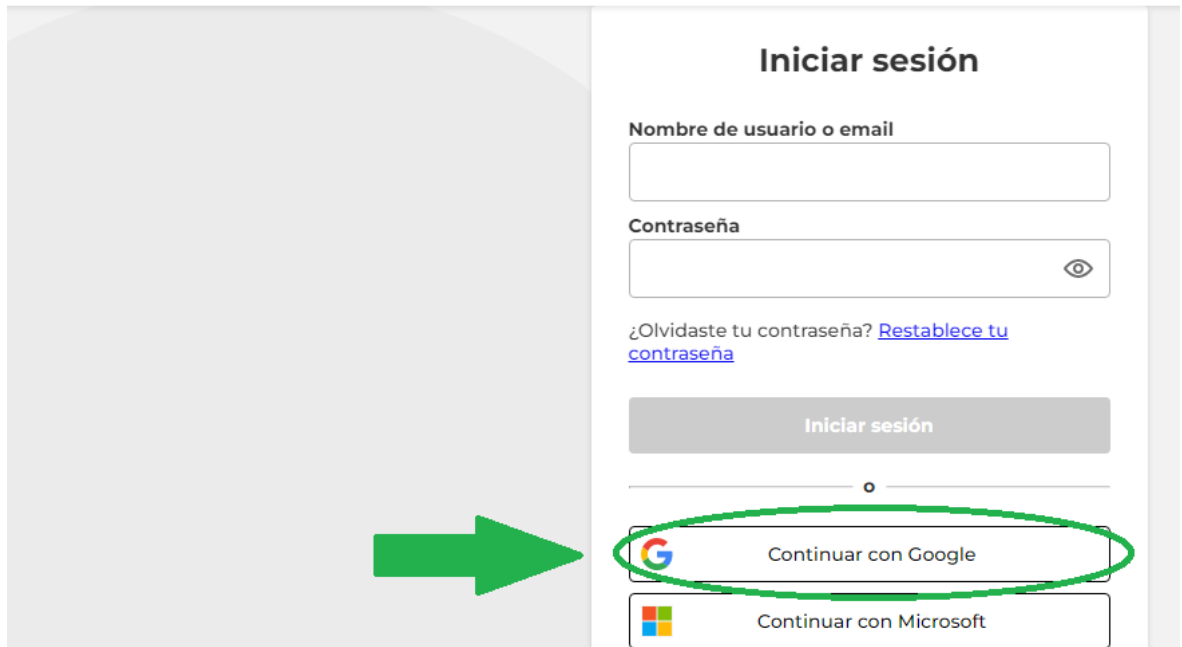 Iniciar sesión
Nombre de usuario o email
Contraseña
¿Olvidaste tu contraseña? Restablece tu
contraseña
Iniciar sesión
o
Continuar con Google
Continuar con Microsoft